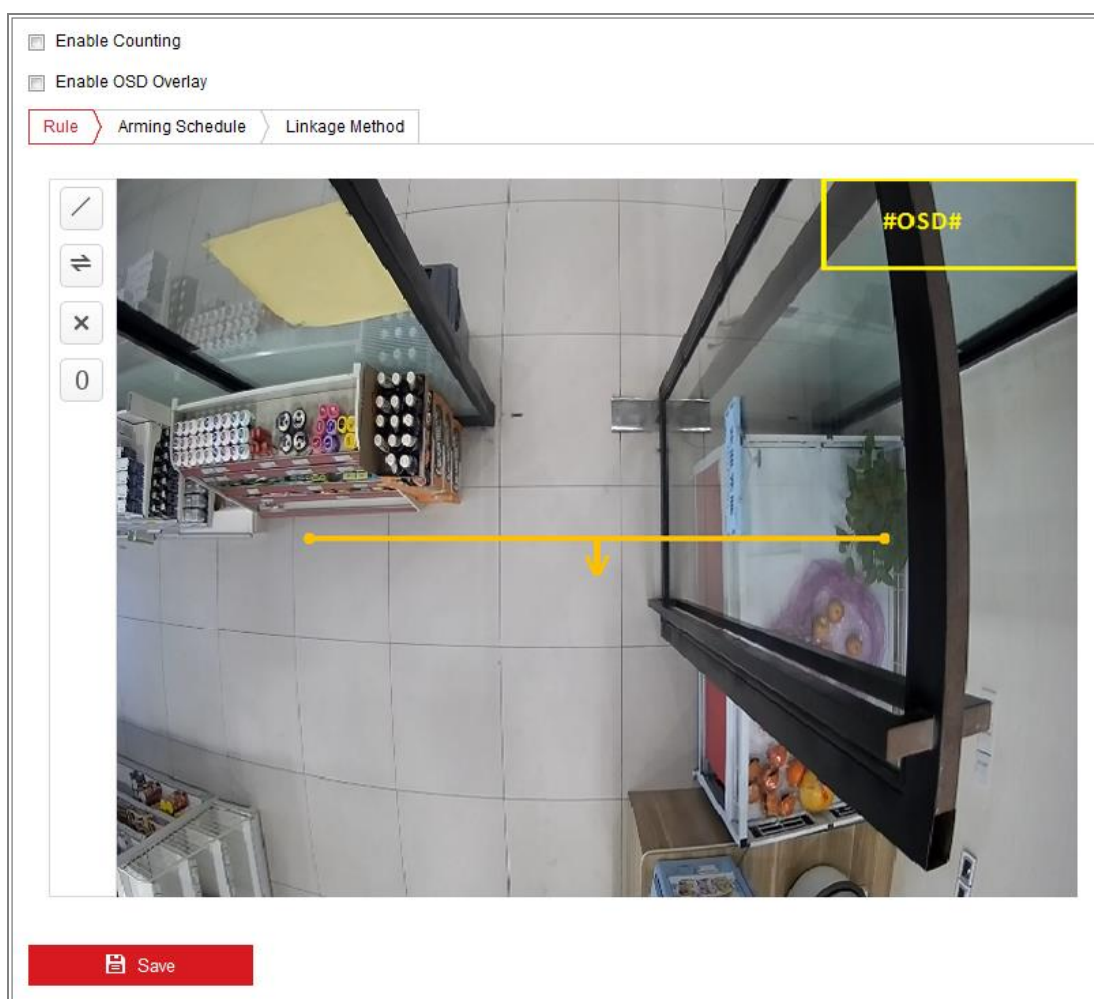 Enable Counting
Enable OSD Overlay
Rule Arming Schedule Linkage Method
#OSD#
0
Save